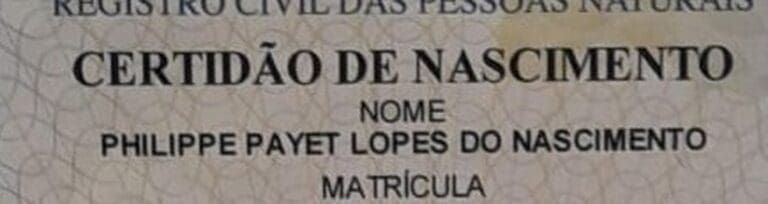 REGISTRO CIVIL DAS PESSOAS NATURAIS
CERTIDÃO DE NASCIMENTO
NOME
PHILIPPE PAYET LOPES DO NASCIMENTO
MATRÍCULA